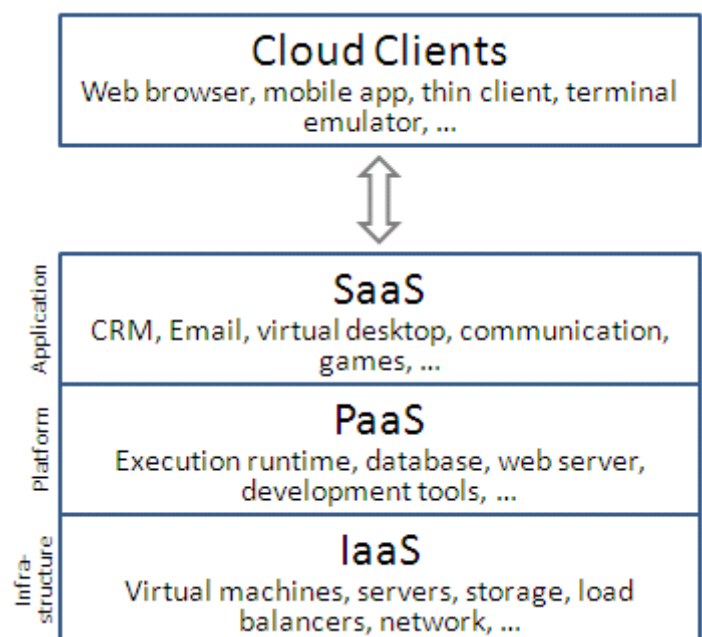 Cloud Clients
Web browser, mobile app, thin client, terminal
emulator, ...
Application
SaaS
CRM, Email, virtual desktop, communication,
games, ...
Platform
PaaS
Execution runtime, database, web server,
development tools, ...
Infra-
structure
IaaS
Virtual machines, servers, storage, load
balancers, network, ...